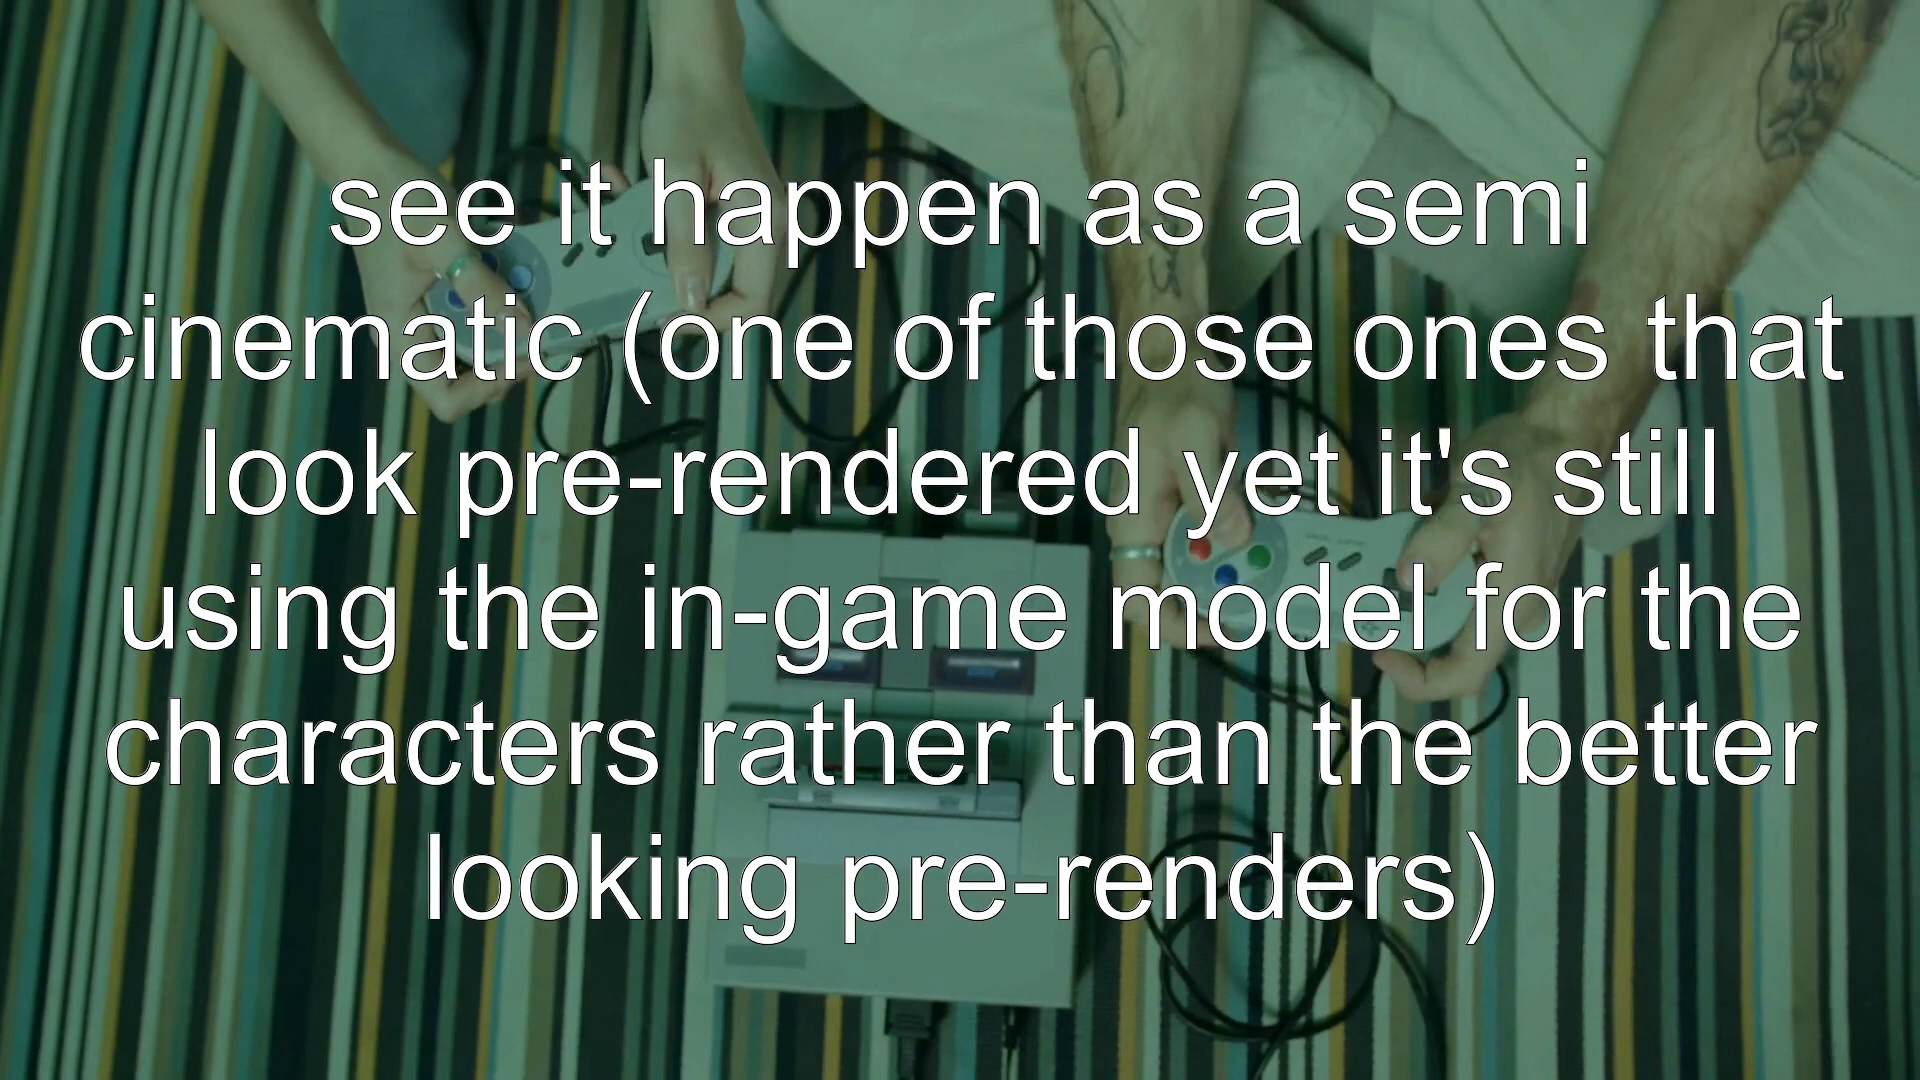 see it happen as a semi
cinematic (one of those ones that
look pre-rendered yet it's still
using the in-game model for the
characters rather than the better
looking pre-renders)